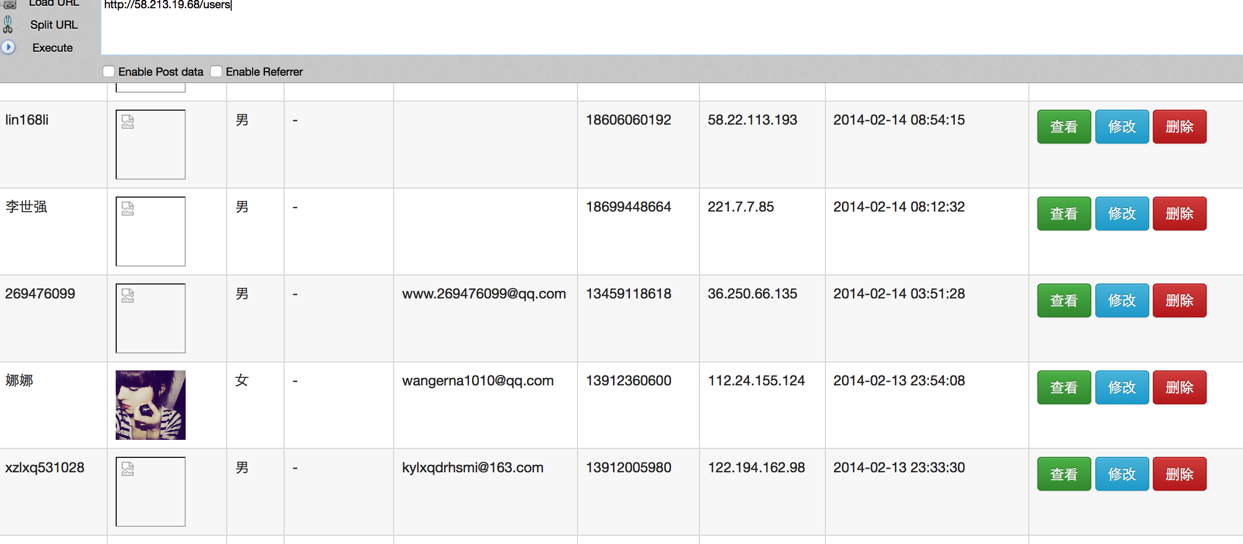 Load URL
http://58.213.19.68/users
Split URL
Execute
Enable Post data Enable Referrer
lin168li 男 - 18606060192 58.22.113.193 2014-02-14 08:54:15 查看 修改 删除
李世强 男 - 18699448664 221.7.7.85 2014-02-14 08:12:32 查看 修改 删除
269476099 男 - www.269476099@qq.com 13459118618 36.250.66.135 2014-02-14 03:51:28 查看 修改 删除
娜娜 女 - wangerna1010@qq.com 13912360600 112.24.155.124 2014-02-13 23:54:08 查看 修改 删除
xzlxq531028 男 - kylxqdrhsmi@163.com 13912005980 122.194.162.98 2014-02-13 23:33:30 查看 修改 删除